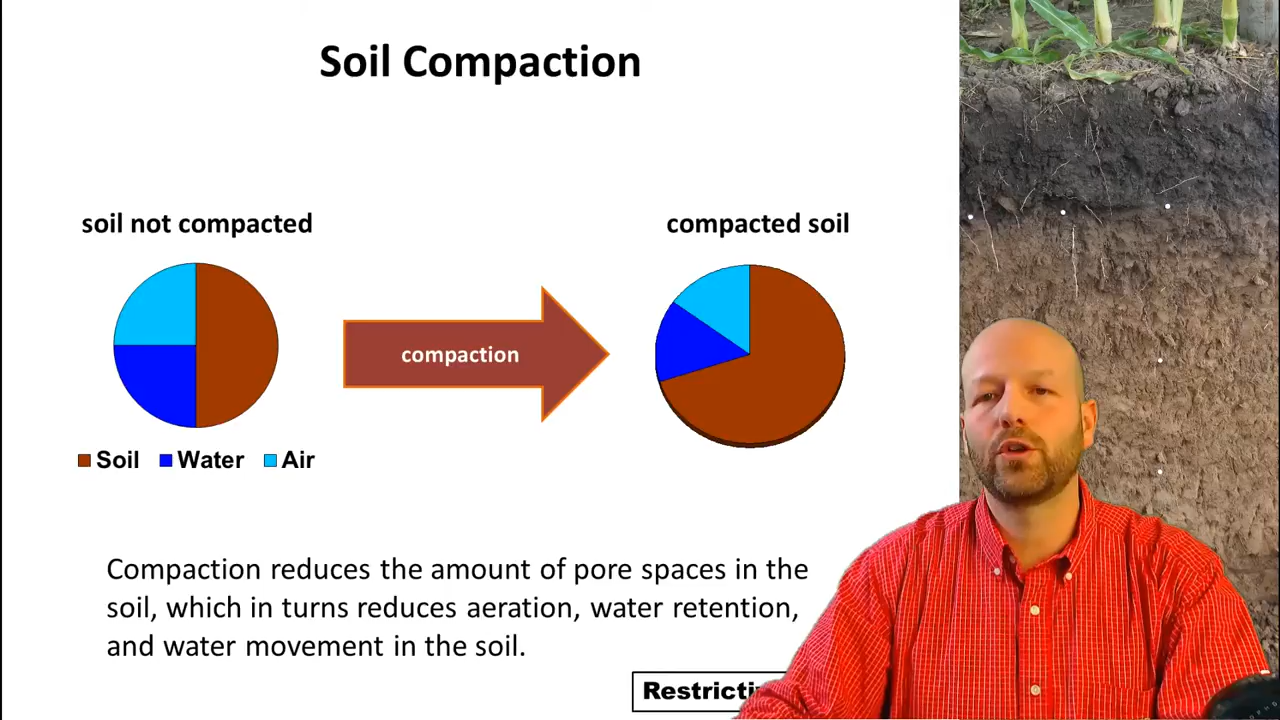 Soil Compaction
soil not compacted
compacted soil
compaction
Soil Water Air
Compaction reduces the amount of pore spaces in the
soil, which in turns reduces aeration, water retention,
and water movement in the soil.